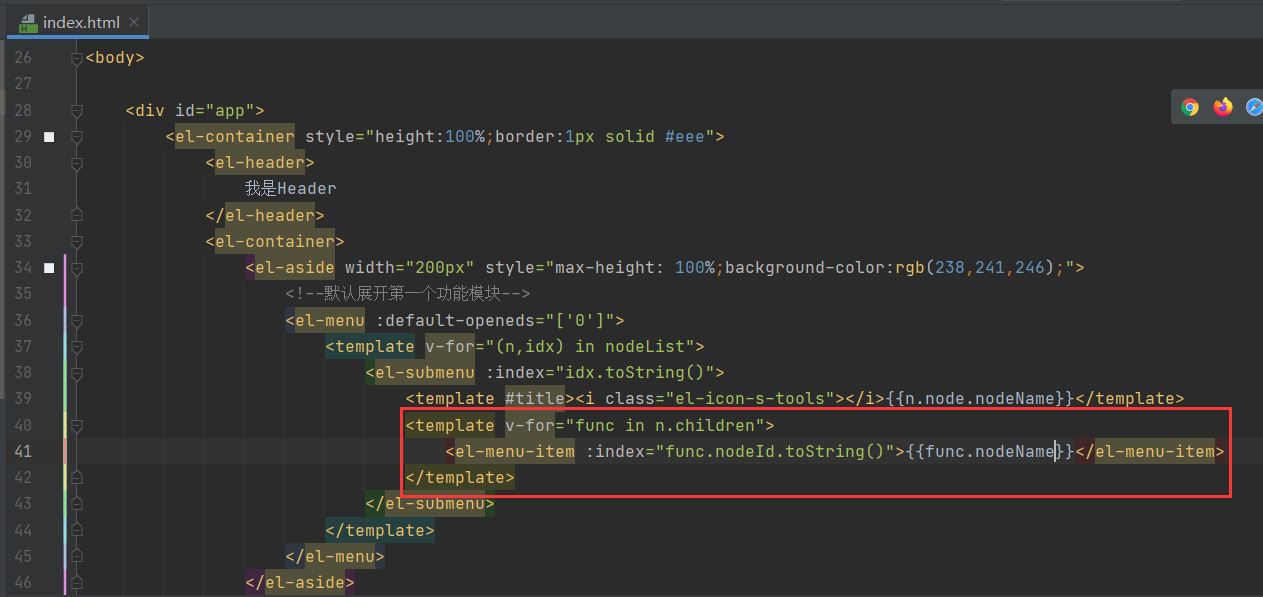 index.html
26 <body>
27
28 <div id="app">
29 <el-container style="height:100%;border:1px solid #eee">
30 <el-header>
31 我是Header
32 </el-header>
33 <el-container>
34 <el-aside width="200px" style="max-height: 100%;background-color:rgb(238,241,246);">
35 <!--默认展开第一个功能模块-->
36 <el-menu :default-openeds="['0']">
37 <template v-for="(n,idx) in nodeList">
38 <el-submenu :index="idx.toString()">
39 <template #title><i class="el-icon-s-tools"></i>{{n.node.nodeName}}</template>
40 <template v-for="func in n.children">
41 <el-menu-item :index="func.nodeId.toString()">{{func.nodeName}}</el-menu-item>
42 </template>
43 </el-submenu>
44 </template>
45 </el-menu>
46 </el-aside>